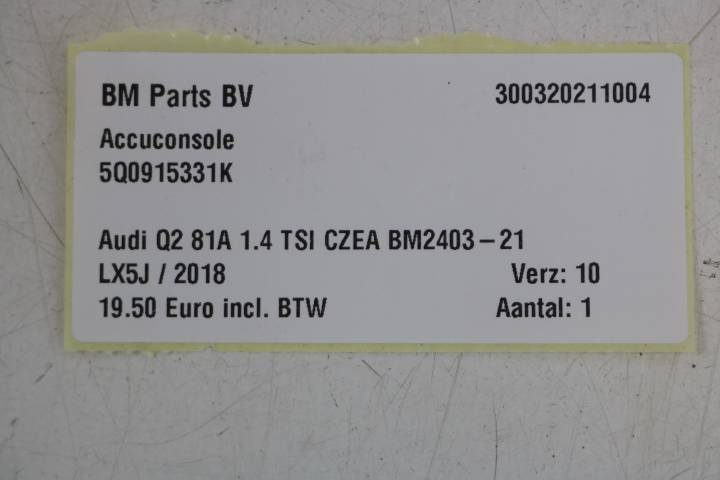 BM Parts BV 300320211004
Accuconsole
5Q0915331K
Audi Q2 81A 1.4 TSI CZEA BM2403-21
LX5J / 2018 Verz: 10
19.50 Euro incl. BTW Aantal: 1